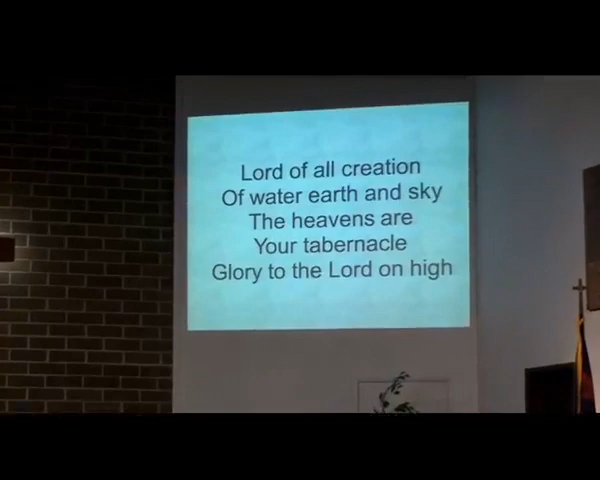 Lord of all creation
Of water earth and sky
The heavens are
Your tabernacle
Glory to the Lord on high